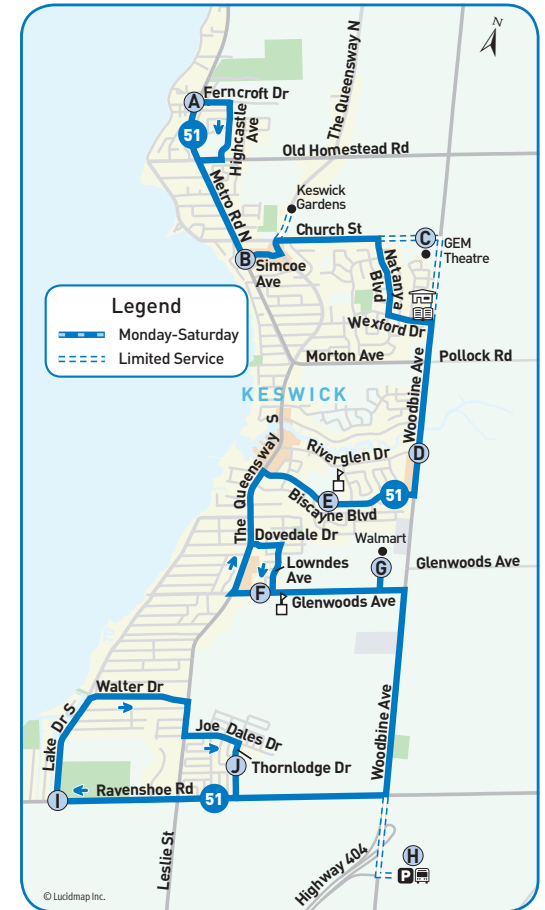 N
A
Ferncroft Dr
51
Highcastle
Ave
The Queensway N
Old Homestead Rd
Metro Rd N
Keswick
Gardens
Church St
C
GEM
Theatre
B
Simcoe
Ave
Natanya
Blvd
Legend
Monday-Saturday
Limited Service
Wexford Dr
Morton Ave
Pollock Rd
KESWICK
Woodbine Ave
The Queensway S
Riverglen Dr
D
E
51
Biscayne Blvd
Dovedale Dr
Walmart
Lowndes
Ave
G
Glenwoods Ave
F
Glenwoods Ave
Walter Dr
Lake Dr S
Joe Dales Dr
Woodbine Ave
J
Thornlodge Dr
Ravenshoe Rd
I
51
Leslie St
Highway 404
H
P
© Lucidmap Inc.